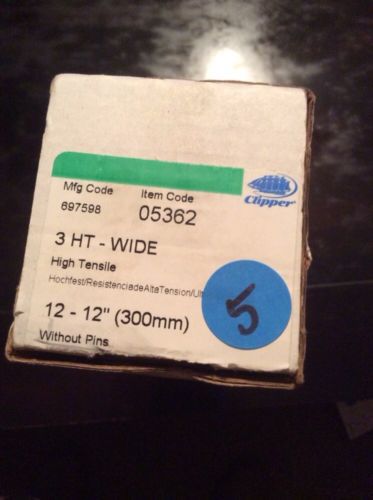 Mfg Code Item Code
697598 05362
Clipper
3 HT - WIDE
High Tensile
Hochfest/ResistenciadeAltaTension/
12 - 12" (300mm)
5
Without Pins